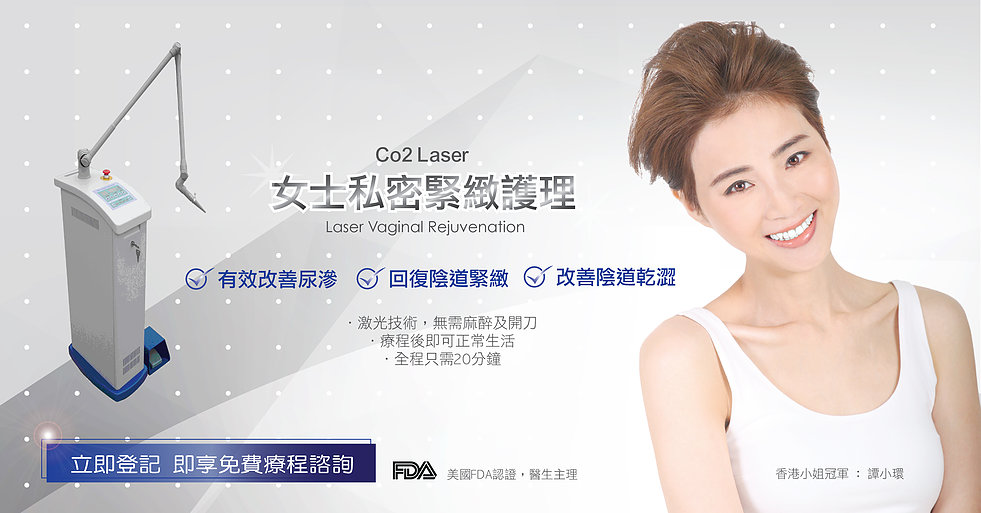 Co2 Laser
女士私密緊緻護理
Laser Vaginal Rejuvenation
有效改善尿滲 回復陰道緊緻 改善陰道乾澀
．激光技術，無需麻醉及開刀
．療程後即可正常生活
．全程只需20分鐘
立即登記 即享免費療程諮詢
FDA 美國FDA認證，醫生主理
香港小姐冠軍 ： 譚小環